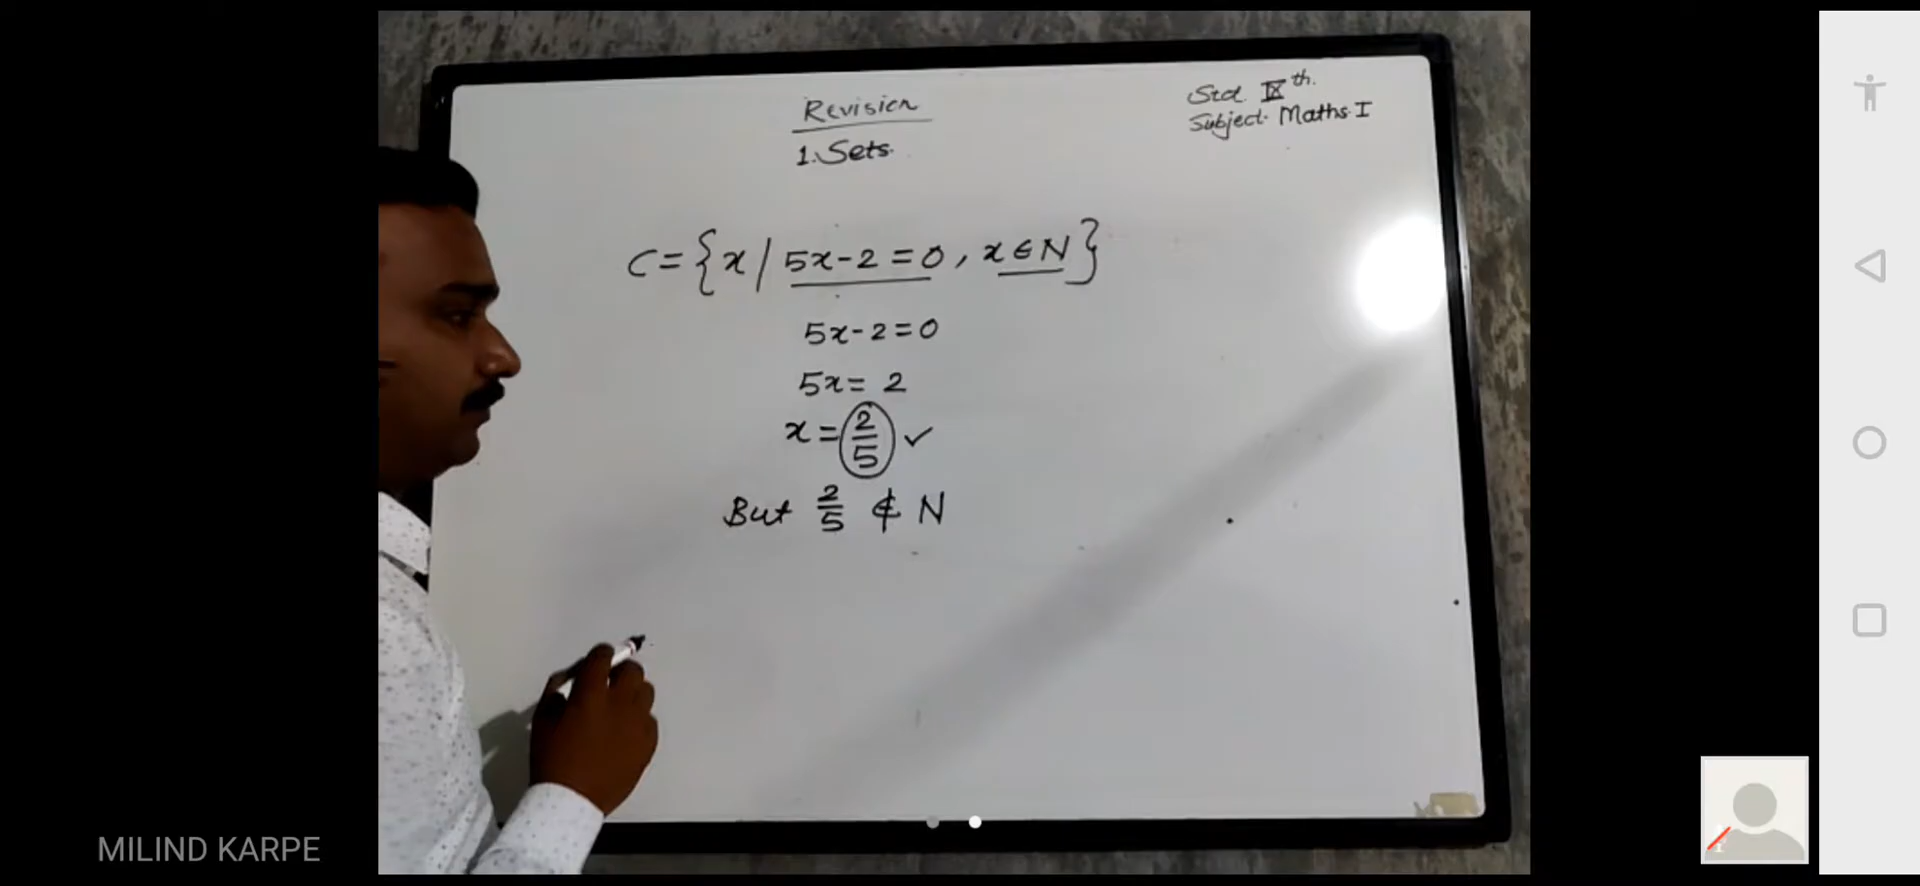 Revision
1. Sets.
Std. IXth.
Subject. Maths. I
C = {x / 5x - 2 = 0, x ∈ N}
5x - 2 = 0
5x = 2
x = 2/5 ✓
But 2/5 ∉ N
MILIND KARPE